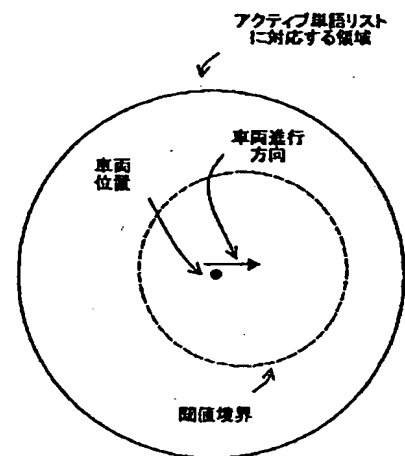 アクティブ単語リスト
に対応する領域
車両進行
方向
車両
位置
閾値境界